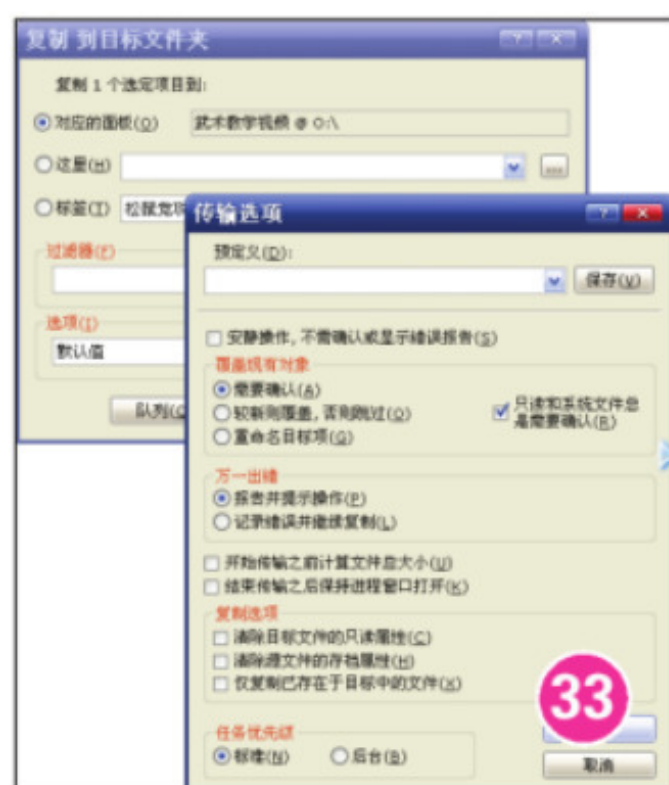 复制 到目标文件夹
复制 1 个选定项目到:
对应的面板(O)
武术教学视频 @ O:\
这里(H)
...
标签(T)
过滤器(F)
选项(I)
默认值
队列(
传输选项
预定义(D):
保存(V)
安静操作, 不需确认或显示错误报告(S)
覆盖现有对象
需要确认(A)
较新则覆盖, 否则跳过(O)
重命名目标项(G)
只读和系统文件总
是需要确认(R)
万一出错
报告并提示操作(P)
记录错误并继续复制(L)
开始传输之前计算文件总大小(U)
结束传输之后保持进程窗口打开(K)
复制选项
清除目标文件的只读属性(C)
清除源文件的存档属性(H)
仅复制已存在于目标中的文件(X)
33
任务优先级
标准(N)
后台(B)
取消